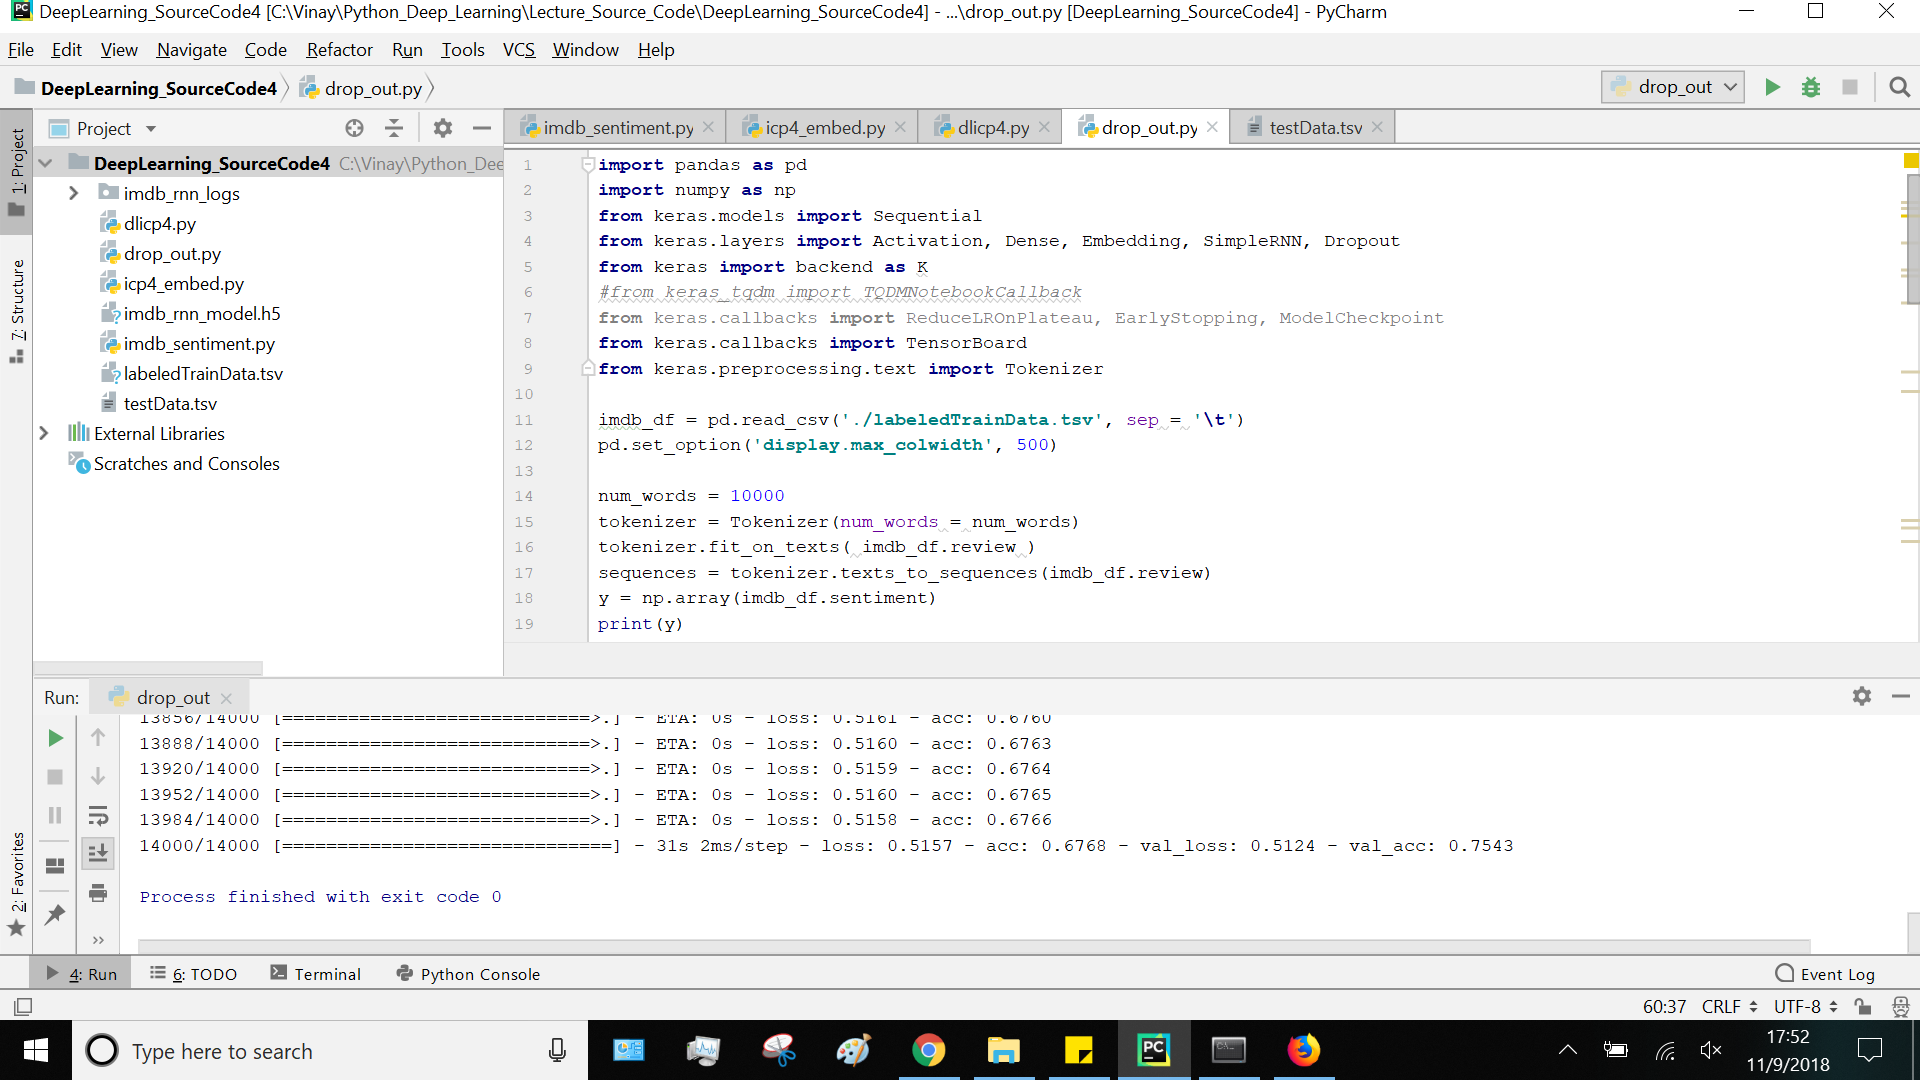 DeepLearning_SourceCode4 [C:\Vinay\Python_Deep_Learning\Lecture_Source_Code\DeepLearning_SourceCode4] - ...\drop_out.py [DeepLearning_SourceCode4] - PyCharm
File Edit View Navigate Code Refactor Run Tools VCS Window Help
DeepLearning_SourceCode4 drop_out.py drop_out
1: Project
7: Structure
2: Favorites
Project
DeepLearning_SourceCode4 C:\Vinay\Python_Dee
imdb_rnn_logs
dlicp4.py
drop_out.py
icp4_embed.py
imdb_rnn_model.h5
imdb_sentiment.py
labeledTrainData.tsv
testData.tsv
External Libraries
Scratches and Consoles
imdb_sentiment.py icp4_embed.py dlicp4.py drop_out.py testData.tsv
1 import pandas as pd
2 import numpy as np
3 from keras.models import Sequential
4 from keras.layers import Activation, Dense, Embedding, SimpleRNN, Dropout
5 from keras import backend as K
6 #from keras_tqdm import TQDMNotebookCallback
7 from keras.callbacks import ReduceLROnPlateau, EarlyStopping, ModelCheckpoint
8 from keras.callbacks import TensorBoard
9 from keras.preprocessing.text import Tokenizer
10
11 imdb_df = pd.read_csv('./labeledTrainData.tsv', sep = '\t')
12 pd.set_option('display.max_colwidth', 500)
13
14 num_words = 10000
15 tokenizer = Tokenizer(num_words = num_words)
16 tokenizer.fit_on_texts( imdb_df.review )
17 sequences = tokenizer.texts_to_sequences(imdb_df.review)
18 y = np.array(imdb_df.sentiment)
19 print(y)
Run: drop_out
13856/14000 [============================>.] - ETA: 0s - loss: 0.5161 - acc: 0.6760
13888/14000 [============================>.] - ETA: 0s - loss: 0.5160 - acc: 0.6763
13920/14000 [============================>.] - ETA: 0s - loss: 0.5159 - acc: 0.6764
13952/14000 [============================>.] - ETA: 0s - loss: 0.5160 - acc: 0.6765
13984/14000 [============================>.] - ETA: 0s - loss: 0.5158 - acc: 0.6766
14000/14000 [==============================] - 31s 2ms/step - loss: 0.5157 - acc: 0.6768 - val_loss: 0.5124 - val_acc: 0.7543
Process finished with exit code 0
4: Run 6: TODO Terminal Python Console Event Log
60:37 CRLF UTF-8
Type here to search
17:52
11/9/2018